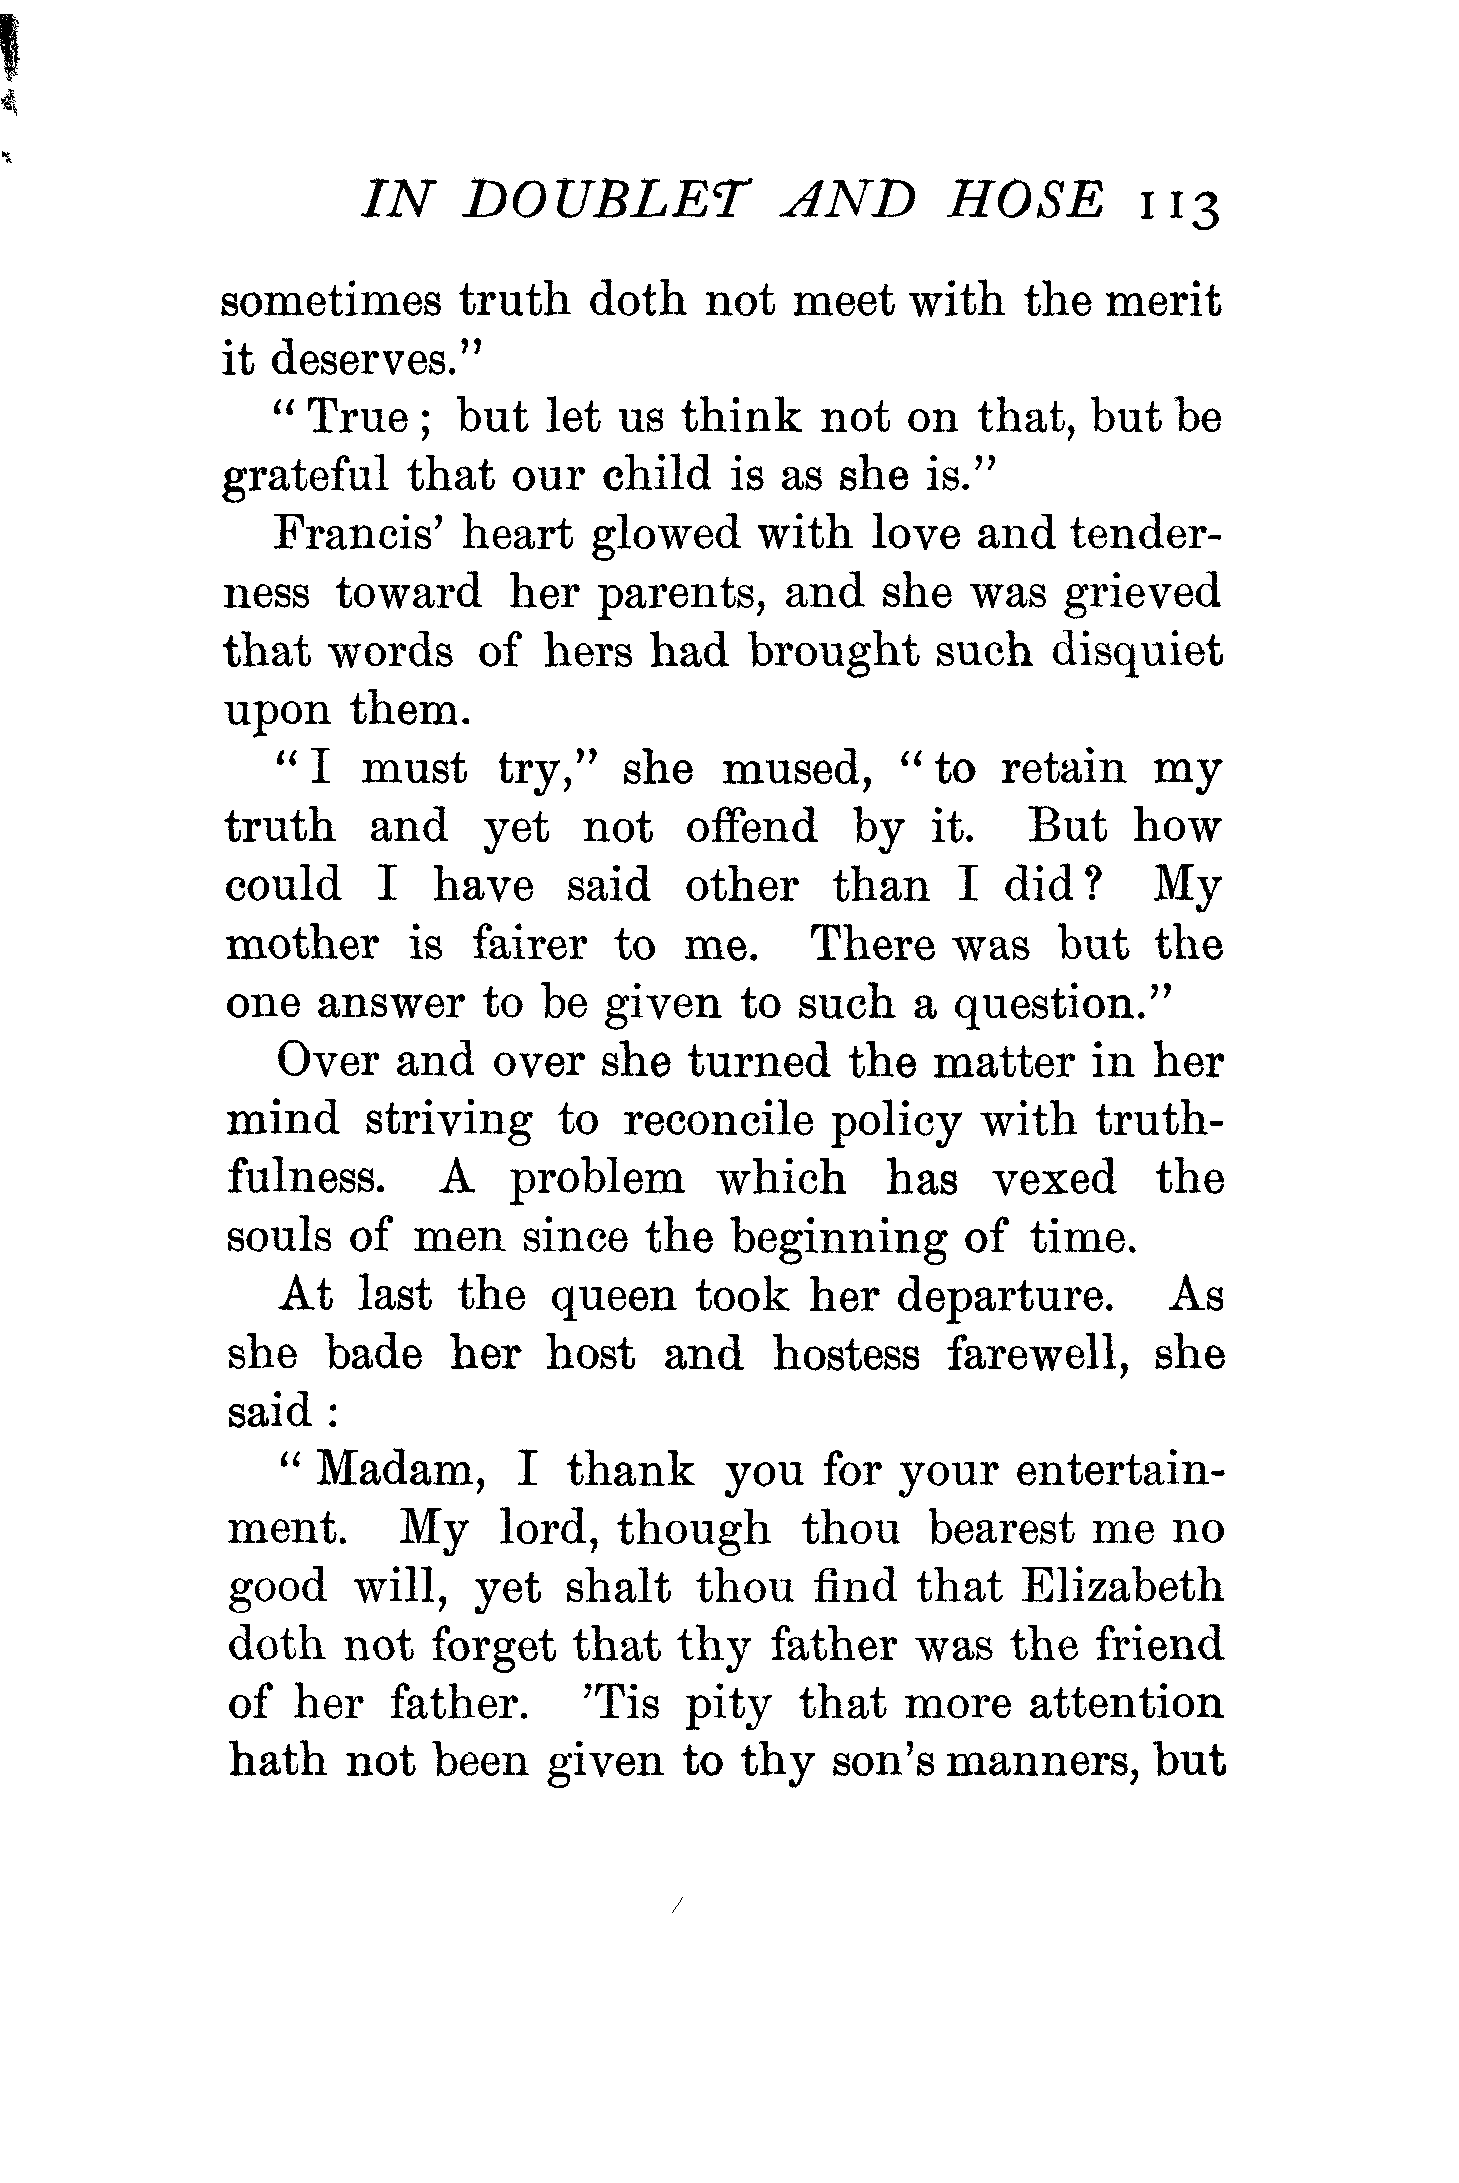 IN DOUBLET AND HOSE 113
sometimes truth doth not meet with the merit
it deserves."
"True; but let us think not on that, but be
grateful that our child is as she is."
Francis' heart glowed with love and tender-
ness toward her parents, and she was grieved
that words of hers had brought such disquiet
upon them.
"I must try," she mused, "to retain my
truth and yet not offend by it. But how
could I have said other than I did? My
mother is fairer to me. There was but the
one answer to be given to such a question."
Over and over she turned the matter in her
mind striving to reconcile policy with truth-
fulness. A problem which has vexed the
souls of men since the beginning of time.
At last the queen took her departure. As
she bade her host and hostess farewell, she
said:
"Madam, I thank you for your entertain-
ment. My lord, though thou bearest me no
good will, yet shalt thou find that Elizabeth
doth not forget that thy father was the friend
of her father. 'Tis pity that more attention
hath not been given to thy son's manners, but